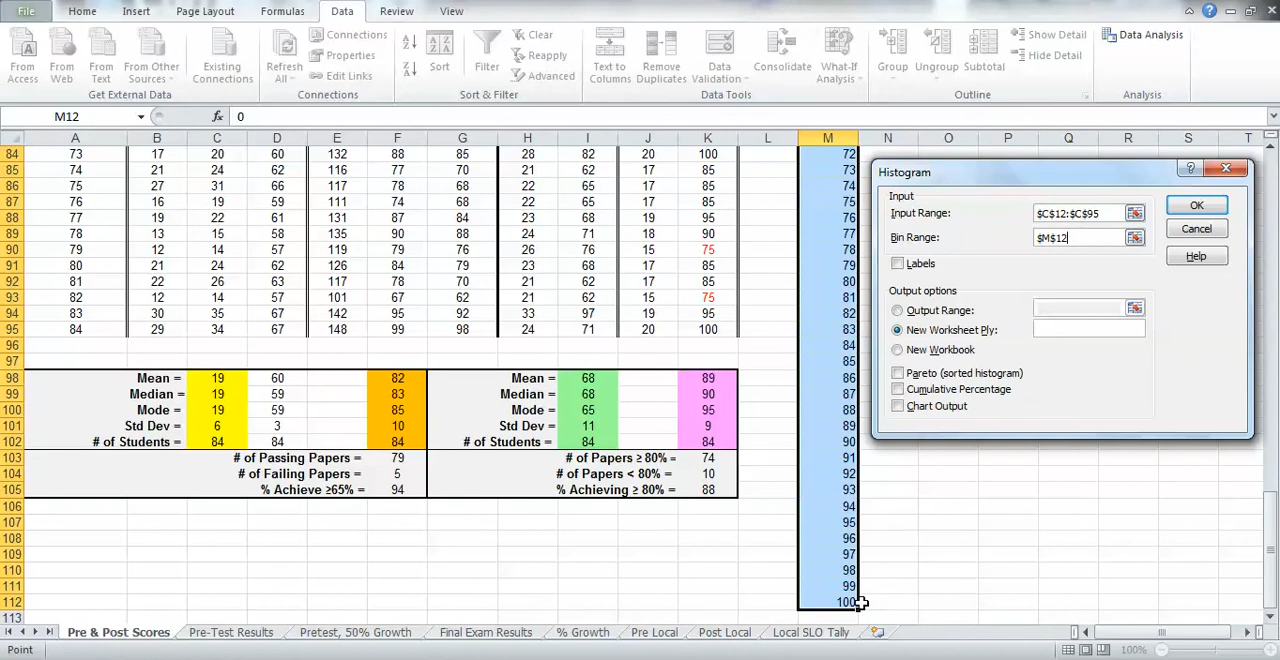 File Home Insert Page Layout Formulas Data Review View
From Access From Web From Text From Other Sources Existing Connections Refresh All Connections Properties Edit Links Sort Filter Clear Reapply Advanced Text to Columns Remove Duplicates Data Validation Consolidate What-If Analysis Group Ungroup Subtotal Show Detail Hide Detail Data Analysis
Get External Data Connections Sort & Filter Data Tools Outline Analysis
M12 fx 0
A B C D E F G H I J K L M N O P Q R S T
84 73 17 20 60 132 88 85 28 82 20 100 72
85 74 21 24 62 116 77 70 21 62 17 85 73
86 75 27 31 66 117 78 68 22 65 17 85 74
87 76 16 19 59 111 74 68 22 65 17 85 75
88 77 19 22 61 131 87 84 23 68 19 95 76
89 78 13 15 58 113 75 69 24 71 18 90 77
90 79 12 14 57 119 79 76 26 76 15 75 78
91 80 21 24 62 126 84 79 23 68 17 85 79
92 81 22 26 63 117 78 70 21 62 17 85 80
93 82 12 14 57 101 67 62 21 62 15 75 81
94 83 30 35 67 142 95 92 33 97 19 95 82
95 84 29 34 67 148 99 98 24 71 20 100 83
96 84
97 85
98 Mean = 19 60 82 Mean = 68 89 86
99 Median = 19 59 83 Median = 68 90 87
100 Mode = 19 59 85 Mode = 65 95 88
101 Std Dev = 6 3 10 Std Dev = 11 9 89
102 # of Students = 84 84 84 # of Students = 84 84 90
103 # of Passing Papers = 79 # of Papers ≥ 80% = 74 91
104 # of Failing Papers = 5 # of Papers < 80% = 10 92
105 % Achieve ≥65% = 94 % Achieving ≥ 80% = 88 93
106 94
107 95
108 96
109 97
110 98
111 99
112 100
113
Histogram
Input
Input Range: $C$12:$C$95 OK
Bin Range: $M$12 Cancel
Labels Help
Output options
Output Range:
New Worksheet Ply:
New Workbook
Pareto (sorted histogram)
Cumulative Percentage
Chart Output
Pre & Post Scores Pre-Test Results Pretest, 50% Growth Final Exam Results % Growth Pre Local Post Local Local SLO Tally
Point 100%